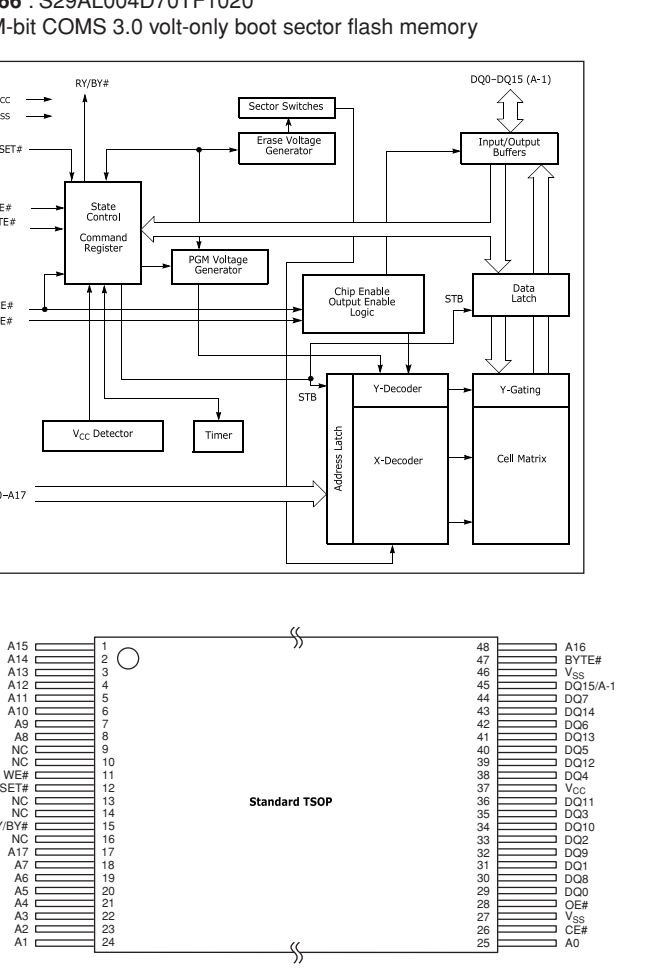 : S29AL004D70TF1020
-bit COMS 3.0 volt-only boot sector flash memory
RY/BY#
DQ0–DQ15 (A-1)
Sector Switches
Erase Voltage
Generator
Input/Output
Buffers
State
Control
Command
Register
PGM Voltage
Generator
Chip Enable
Output Enable
Logic
STB
Data
Latch
STB
Y-Decoder
Y-Gating
VCC Detector
Timer
Address Latch
X-Decoder
Cell Matrix
–A17
A15 1
A14 2
A13 3
A12 4
A11 5
A10 6
A9 7
A8 8
NC 9
NC 10
WE# 11
SET# 12
NC 13
NC 14
/BY# 15
NC 16
A17 17
A7 18
A6 19
A5 20
A4 21
A3 22
A2 23
A1 24
Standard TSOP
48 A16
47 BYTE#
46 VSS
45 DQ15/A-1
44 DQ7
43 DQ14
42 DQ6
41 DQ13
40 DQ5
39 DQ12
38 DQ4
37 VCC
36 DQ11
35 DQ3
34 DQ10
33 DQ2
32 DQ9
31 DQ1
30 DQ8
29 DQ0
28 OE#
27 VSS
26 CE#
25 A0